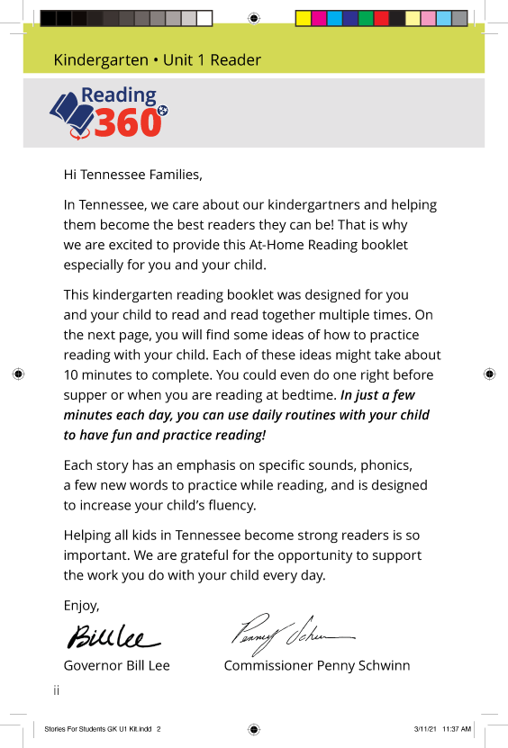 Kindergarten • Unit 1 Reader
Reading
360
Hi Tennessee Families,
In Tennessee, we care about our kindergartners and helping
them become the best readers they can be! That is why
we are excited to provide this At-Home Reading booklet
especially for you and your child.
This kindergarten reading booklet was designed for you
and your child to read and read together multiple times. On
the next page, you will find some ideas of how to practice
reading with your child. Each of these ideas might take about
10 minutes to complete. You could even do one right before
supper or when you are reading at bedtime. In just a few
minutes each day, you can use daily routines with your child
to have fun and practice reading!
Each story has an emphasis on specific sounds, phonics,
a few new words to practice while reading, and is designed
to increase your child’s fluency.
Helping all kids in Tennessee become strong readers is so
important. We are grateful for the opportunity to support
the work you do with your child every day.
Enjoy,
Bill Lee
Governor Bill Lee
Commissioner Penny Schwinn
ii
Stories For Students GK U1 Kit.indd 2
3/11/21 11:37 AM